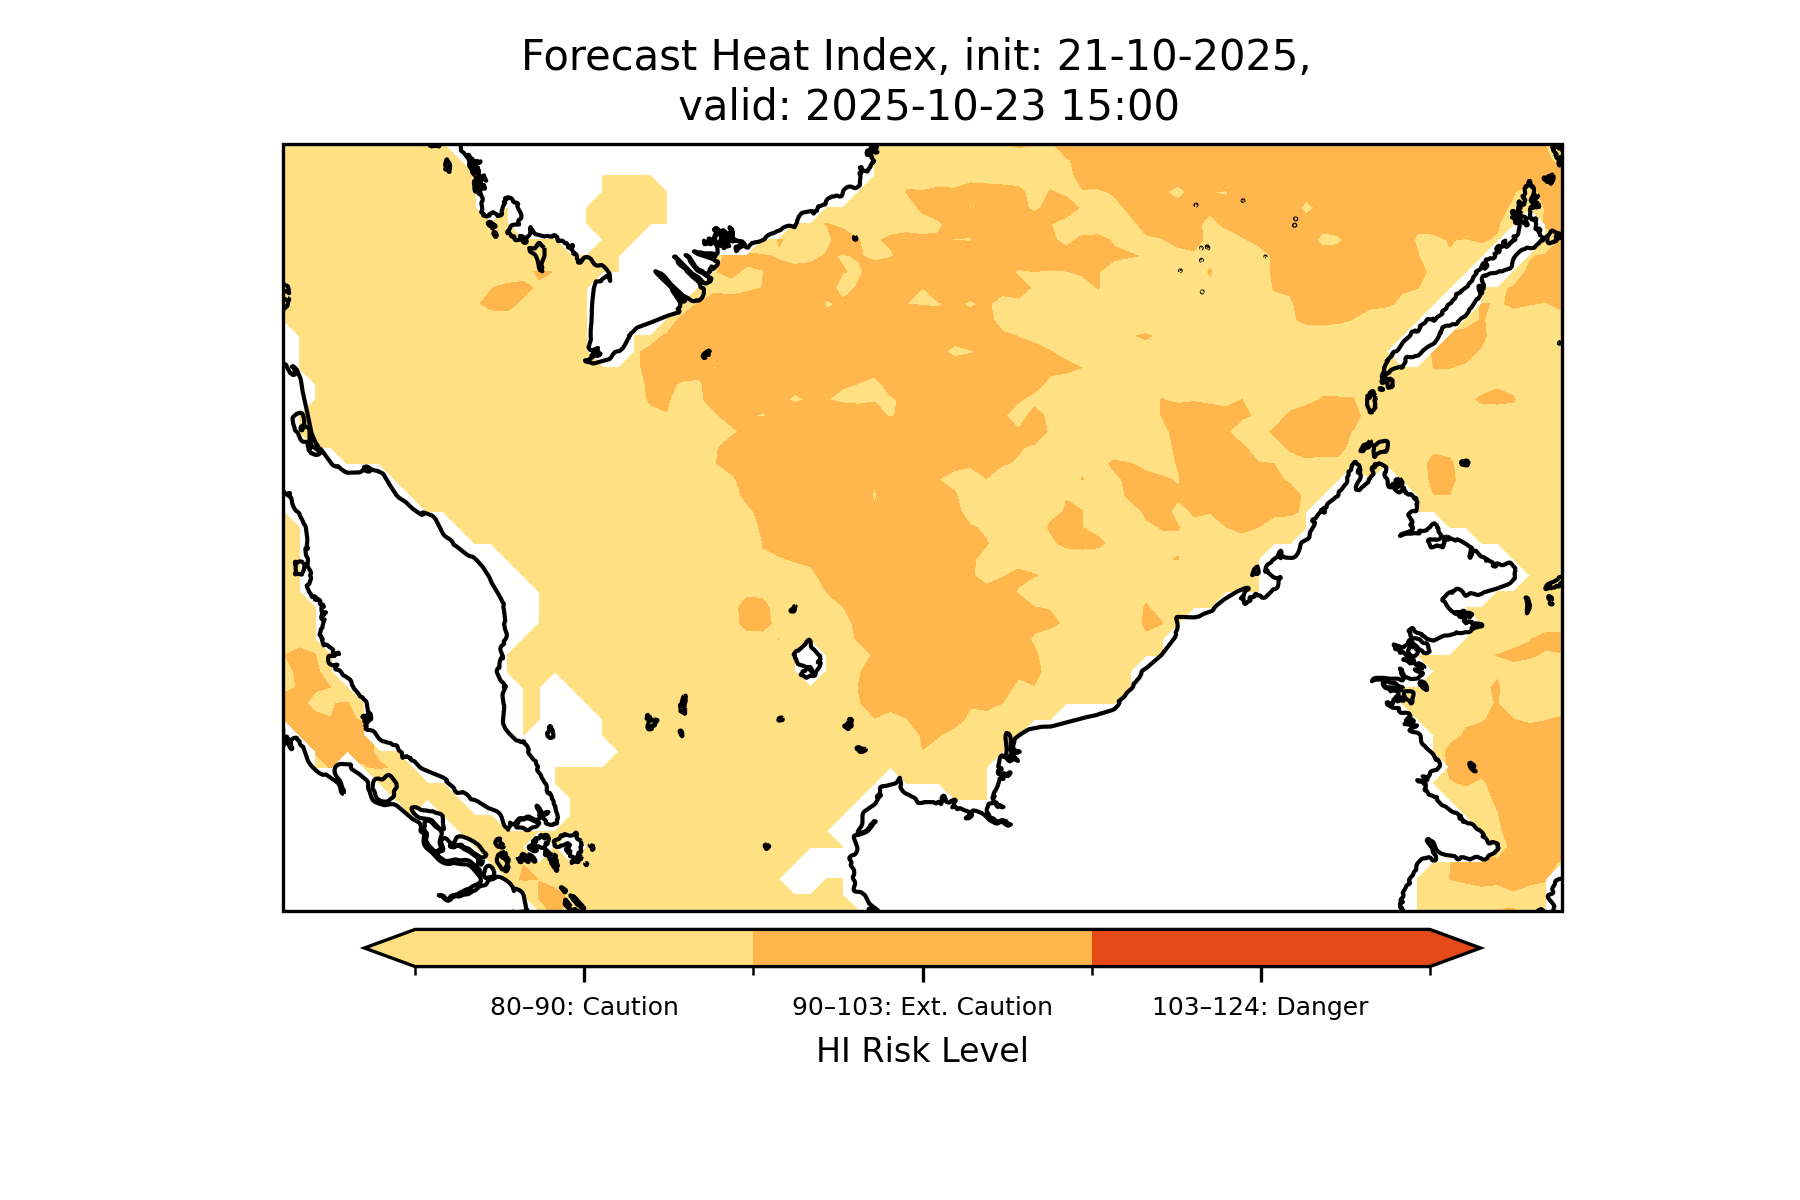 Forecast Heat Index, init: 21-10-2025,
valid: 2025-10-23 15:00
80–90: Caution
90–103: Ext. Caution
103–124: Danger
HI Risk Level